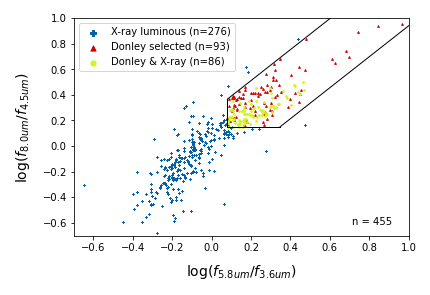 X-ray luminous (n=276)
Donley selected (n=93)
Donley & X-ray (n=86)
1.0
0.8
0.6
0.4
0.2
0.0
−0.2
−0.4
−0.6
log(f8.0um/f4.5um)
n = 455
−0.6 −0.4 −0.2 0.0 0.2 0.4 0.6 0.8 1.0
log(f5.8um/f3.6um)